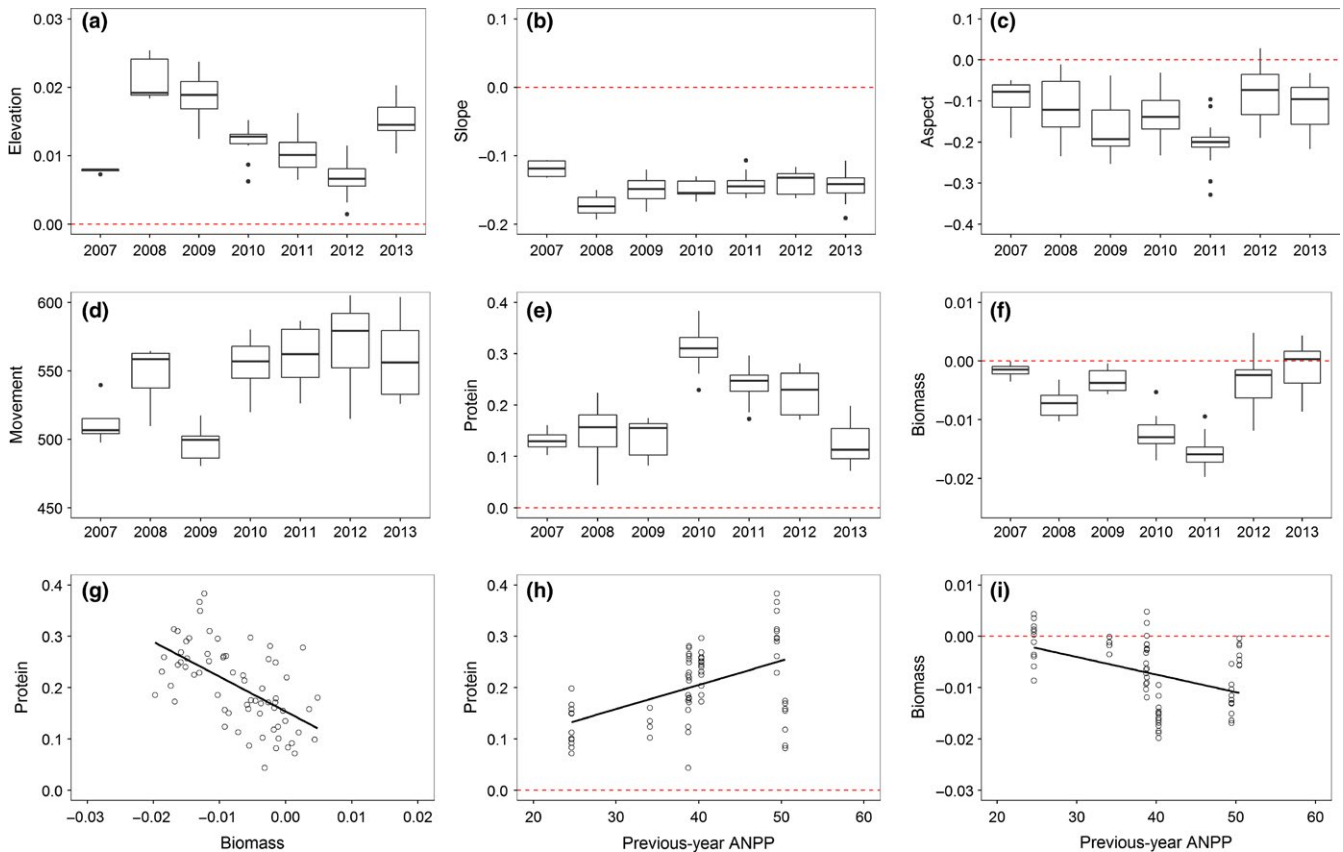 (a)
Elevation
0.03
0.02
0.01
0.00
2007 2008 2009 2010 2011 2012 2013
(b)
Slope
0.1
0.0
−0.1
−0.2
2007 2008 2009 2010 2011 2012 2013
(c)
Aspect
0.1
0.0
−0.1
−0.2
−0.3
−0.4
2007 2008 2009 2010 2011 2012 2013
(d)
Movement
600
550
500
450
2007 2008 2009 2010 2011 2012 2013
(e)
Protein
0.4
0.3
0.2
0.1
0.0
2007 2008 2009 2010 2011 2012 2013
(f)
Biomass
0.01
0.00
−0.01
−0.02
2007 2008 2009 2010 2011 2012 2013
(g)
Protein
0.4
0.3
0.2
0.1
0.0
−0.03 −0.02 −0.01 0.00 0.01 0.02
Biomass
(h)
Protein
0.4
0.3
0.2
0.1
0.0
20 30 40 50 60
Previous-year ANPP
(i)
Biomass
0.01
0.00
−0.01
−0.02
−0.03
20 30 40 50 60
Previous-year ANPP